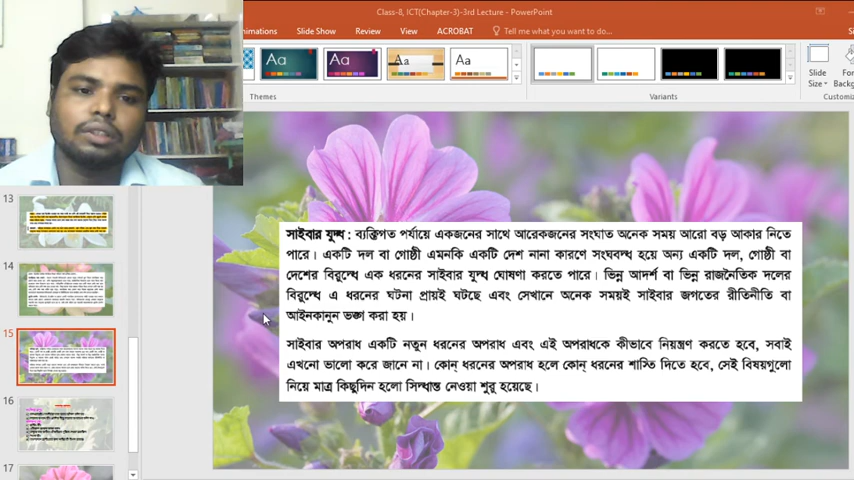 Class-8, ICT(Chapter-3)-3rd Lecture - PowerPoint
nimations Slide Show Review View ACROBAT Tell me what you want to do...
Aa Aa Aa Aa
Slide Size
Themes Variants
13
14
15
16
17
সাইবার যুদ্ধ : ব্যক্তিগত পর্যায়ে একজনের সাথে আরেকজনের সংঘাত অনেক সময় আরো বড় আকার নিতে
পারে। একটি দল বা গোষ্ঠী এমনকি একটি দেশ নানা কারণে সংঘবদ্ধ হয়ে অন্য একটি দল, গোষ্ঠী বা
দেশের বিরুদ্ধে এক ধরনের সাইবার যুদ্ধ ঘোষণা করতে পারে। ভিন্ন আদর্শ বা ভিন্ন রাজনৈতিক দলের
বিরুদ্ধে এ ধরনের ঘটনা প্রায়ই ঘটছে এবং সেখানে অনেক সময়ই সাইবার জগতের রীতিনীতি বা
আইনকানুন ভঙ্গ করা হয়।
সাইবার অপরাধ একটি নতুন ধরনের অপরাধ এবং এই অপরাধকে কীভাবে নিয়ন্ত্রণ করতে হবে, সবাই
এখনো ভালো করে জানে না। কোন্ ধরনের অপরাধ হলে কোন্ ধরনের শাস্তি দিতে হবে, সেই বিষয়গুলো
নিয়ে মাত্র কিছুদিন হলো সিদ্ধান্ত নেওয়া শুরু হয়েছে।